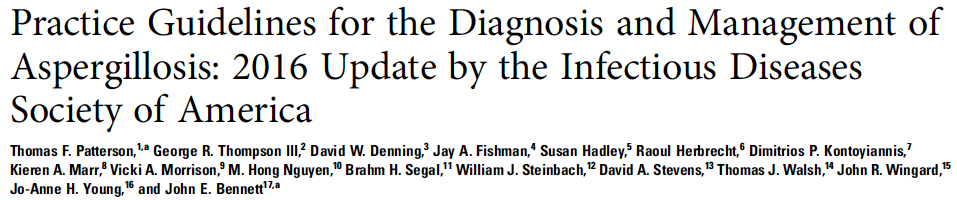 Practice Guidelines for the Diagnosis and Management of
Aspergillosis: 2016 Update by the Infectious Diseases
Society of America
Thomas F. Patterson,1,a George R. Thompson III,2 David W. Denning,3 Jay A. Fishman,4 Susan Hadley,5 Raoul Herbrecht,6 Dimitrios P. Kontoyiannis,7
Kieren A. Marr,8 Vicki A. Morrison,9 M. Hong Nguyen,10 Brahm H. Segal,11 William J. Steinbach,12 David A. Stevens,13 Thomas J. Walsh,14 John R. Wingard,15
Jo-Anne H. Young,16 and John E. Bennett17,a